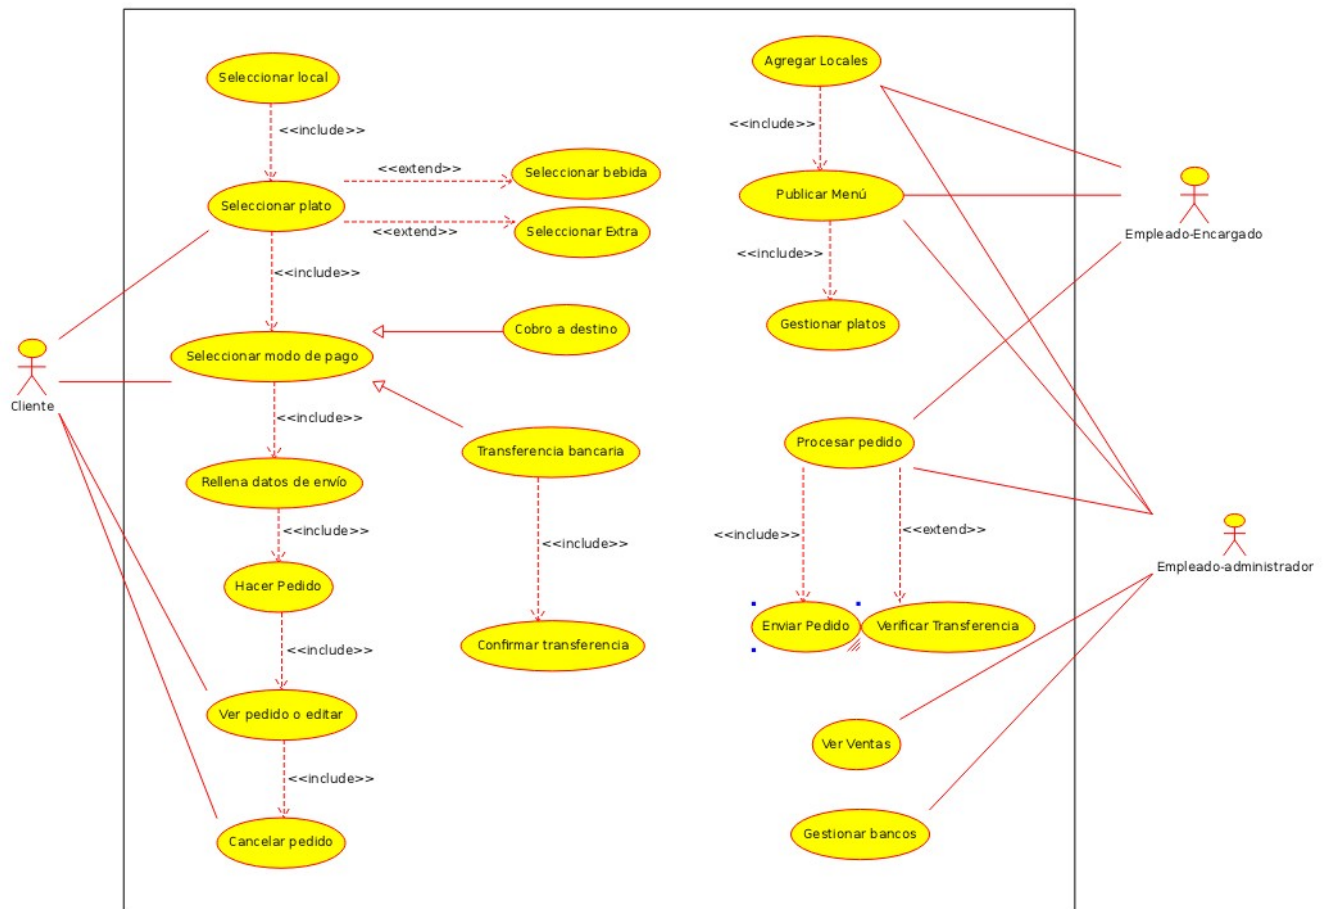 Seleccionar local
<<include>>
Seleccionar plato
<<extend>>
Seleccionar bebida
<<extend>>
Seleccionar Extra
<<include>>
Seleccionar modo de pago
Cobro a destino
Cliente
<<include>>
Transferencia bancaria
Rellena datos de envío
<<include>>
<<include>>
Hacer Pedido
<<include>>
Confirmar transferencia
Ver pedido o editar
<<include>>
Cancelar pedido
Agregar Locales
<<include>>
Publicar Menú
Empleado-Encargado
<<include>>
Gestionar platos
Procesar pedido
<<include>>
<<extend>>
Empleado-administrador
Enviar Pedido
Verificar Transferencia
Ver Ventas
Gestionar bancos